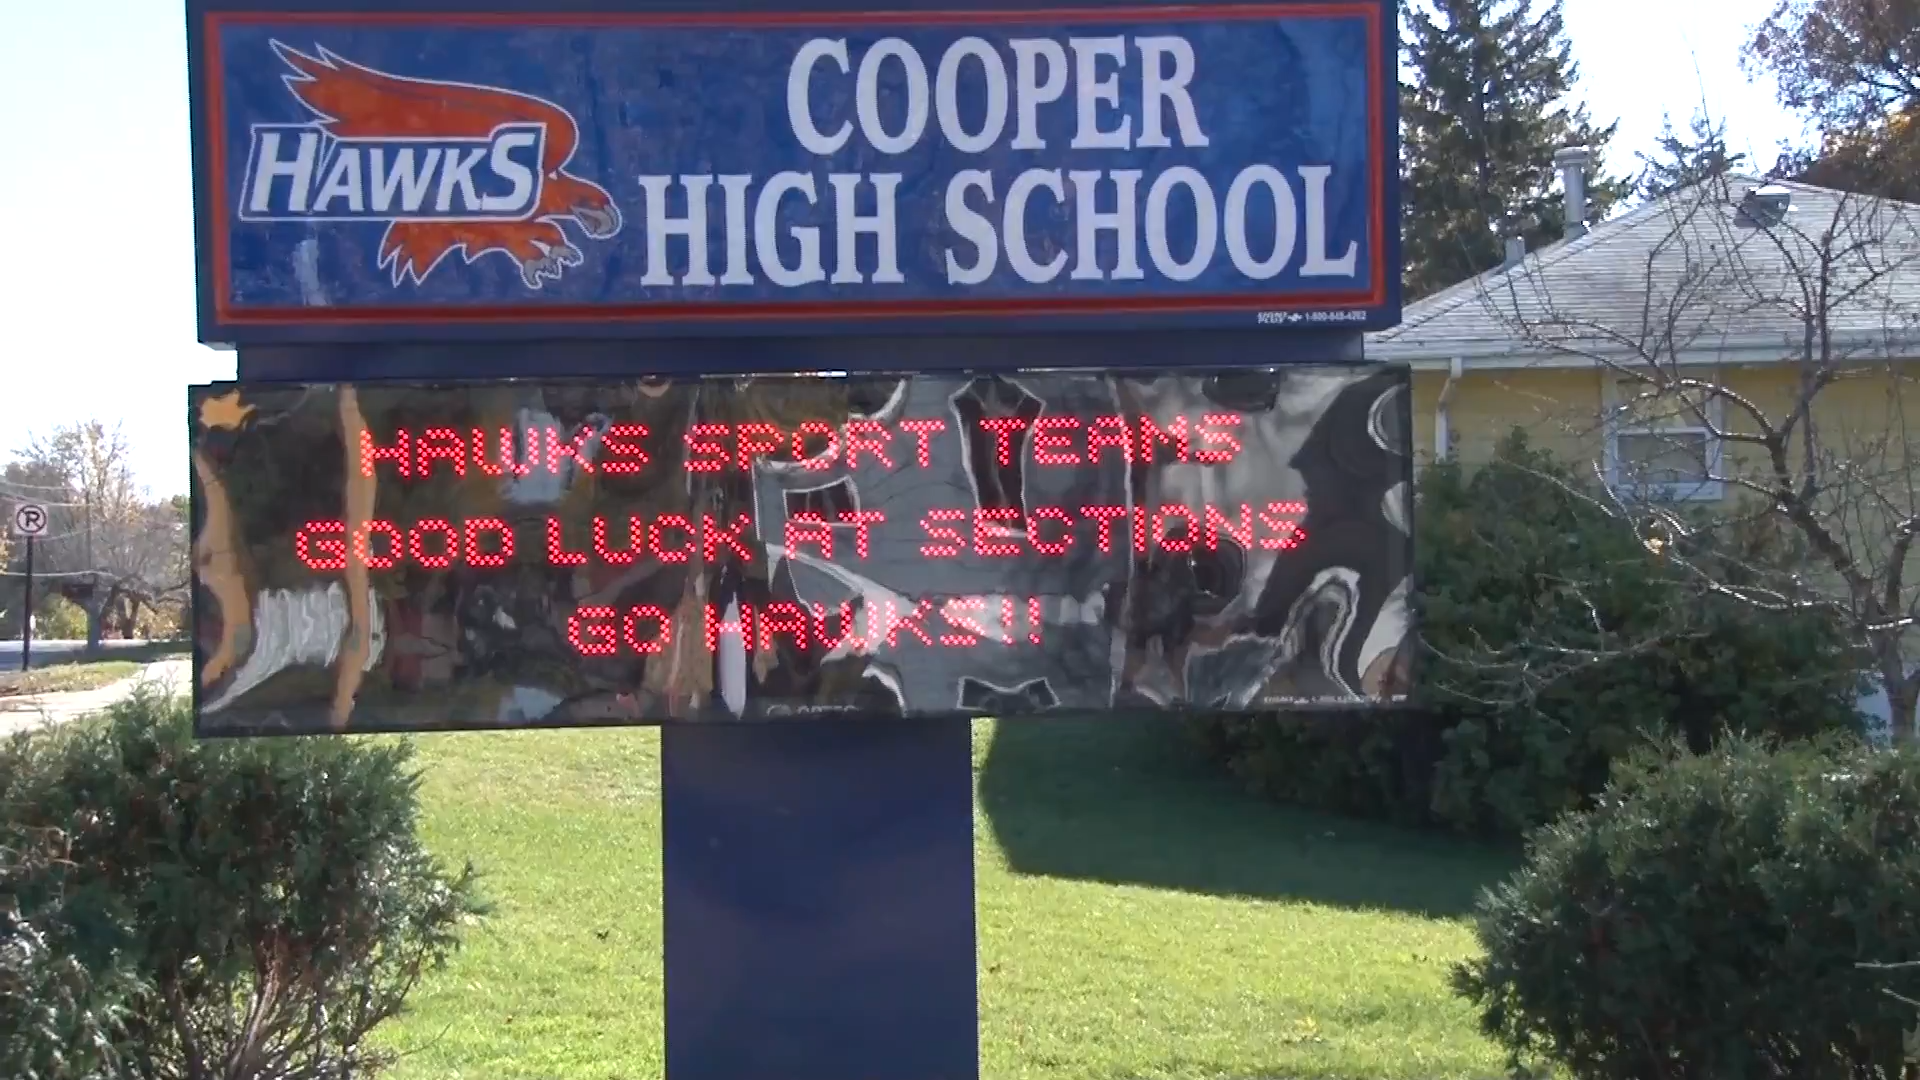 HAWKS
COOPER
HIGH SCHOOL
HAWKS SPORT TEAMS
GOOD LUCK AT SECTIONS
GO HAWKS!!